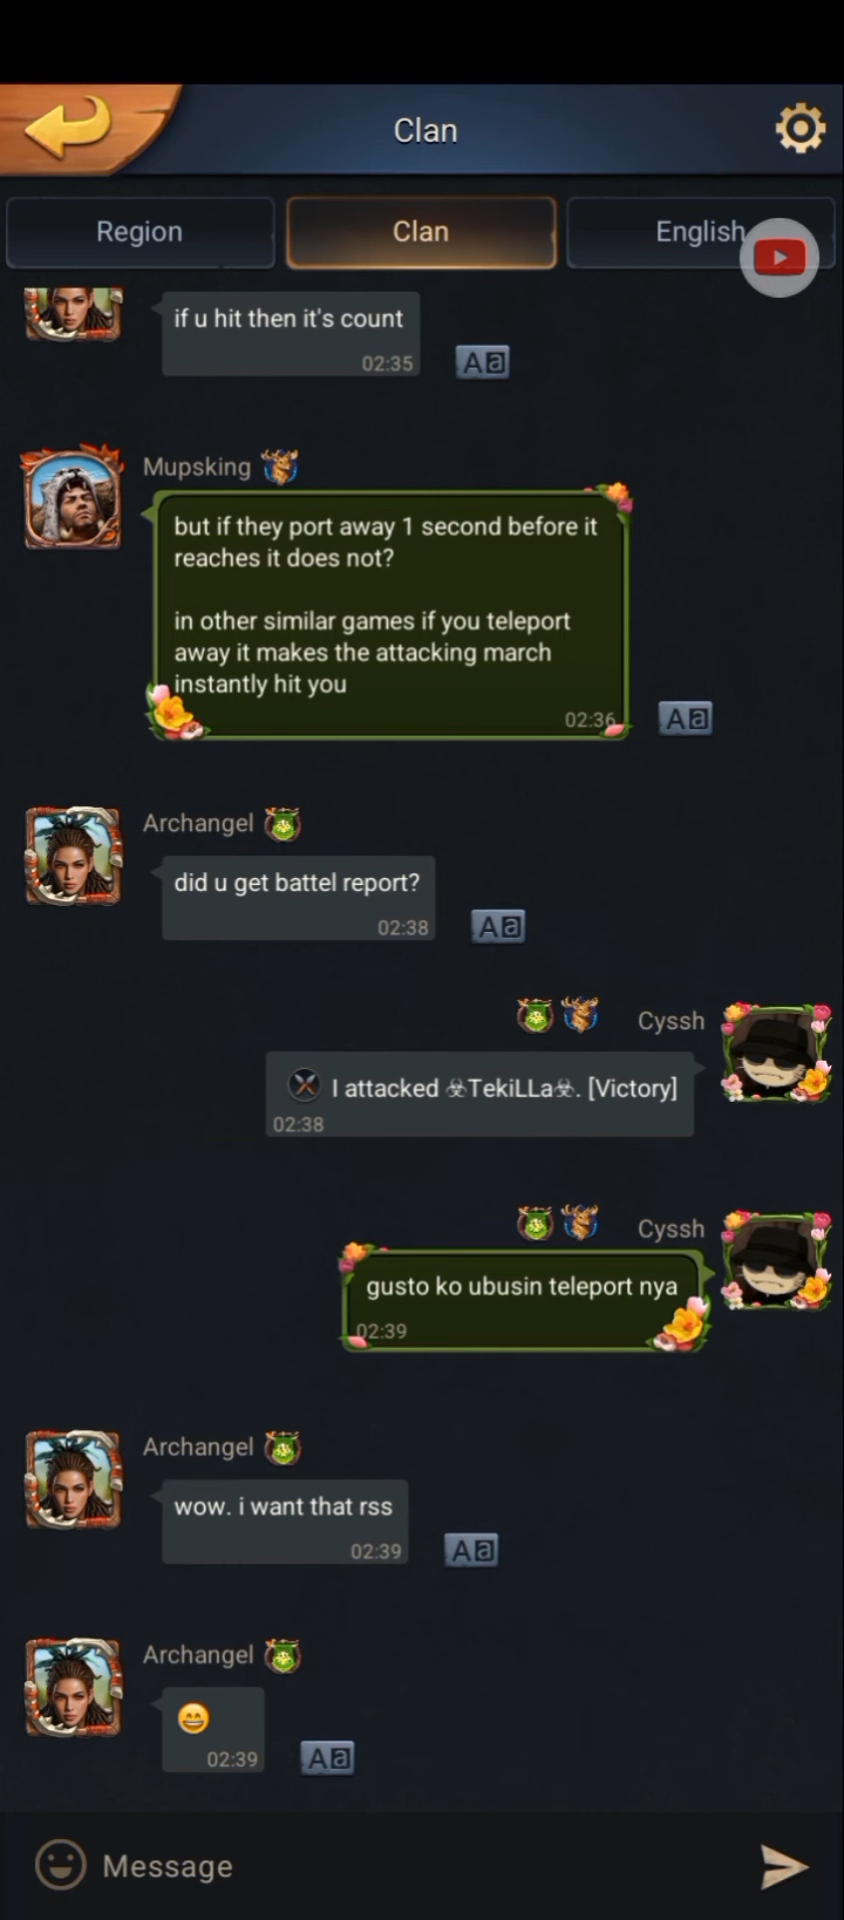 Clan
Region
Clan
English
if u hit then it's count
02:35
Aa
Mupsking
but if they port away 1 second before it
reaches it does not?
in other similar games if you teleport
away it makes the attacking march
instantly hit you
02:36
Aa
Archangel
did u get battel report?
02:38
Aa
Cyssh
I attacked ☣TekiLLa☣. [Victory]
02:38
Cyssh
gusto ko ubusin teleport nya
02:39
Archangel
wow. i want that rss
02:39
Aa
Archangel
😄
02:39
Aa
Message